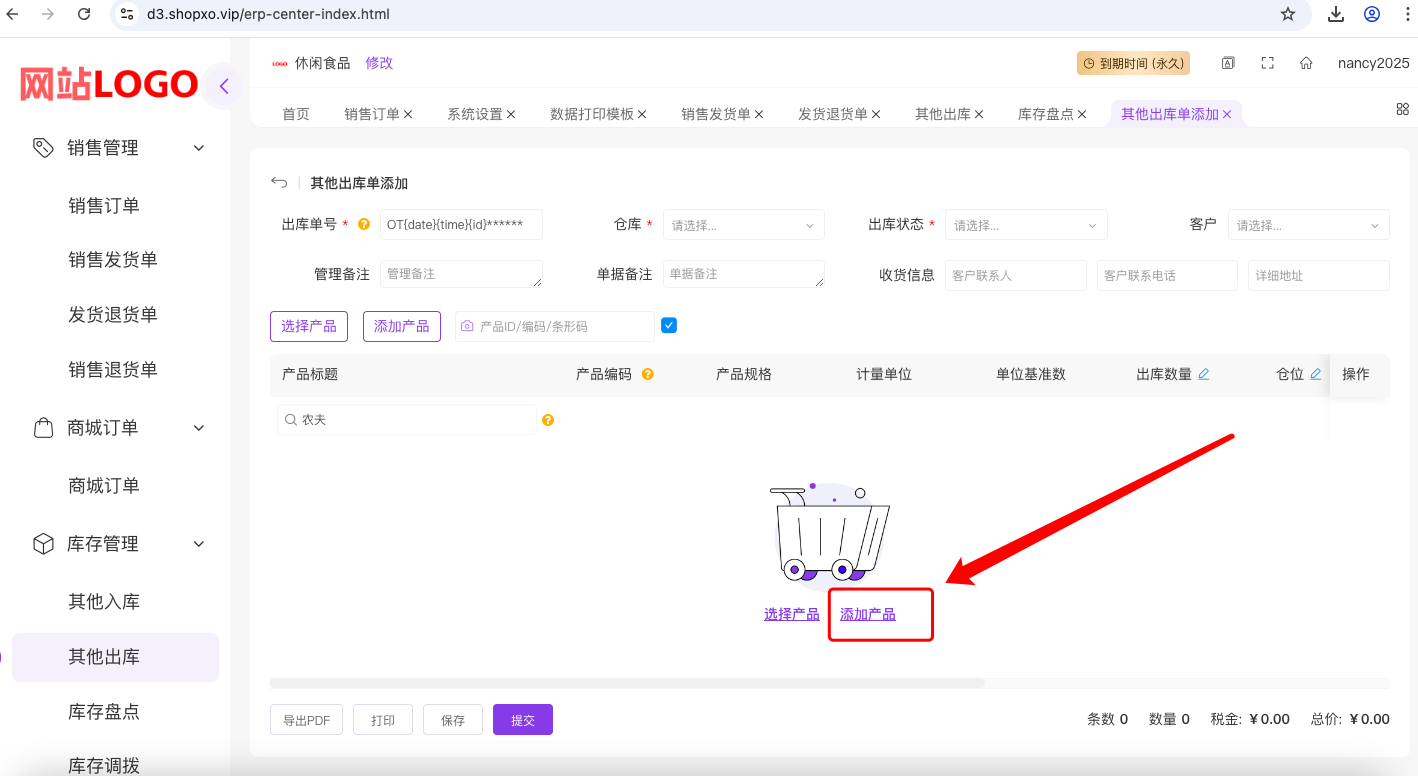 d3.shopxo.vip/erp-center-index.html
网站LOGO
LOGO 休闲食品 修改 到期时间 (永久) nancy2025
首页 销售订单 系统设置 数据打印模板 销售发货单 发货退货单 其他出库 库存盘点 其他出库单添加
销售管理
销售订单
销售发货单
发货退货单
销售退货单
商城订单
商城订单
库存管理
其他入库
其他出库
库存盘点
库存调拨
其他出库单添加
出库单号 * OT{date}{time}{id}****** 仓库 * 请选择... 出库状态 * 请选择... 客户 请选择...
管理备注 管理备注 单据备注 单据备注 收货信息 客户联系人 客户联系电话 详细地址
选择产品 添加产品 产品ID/编码/条形码
产品标题 产品编码 产品规格 计量单位 单位基准数 出库数量 仓位 操作
农夫
选择产品 添加产品
导出PDF 打印 保存 提交 条数 0 数量 0 税金: ¥0.00 总价: ¥0.00